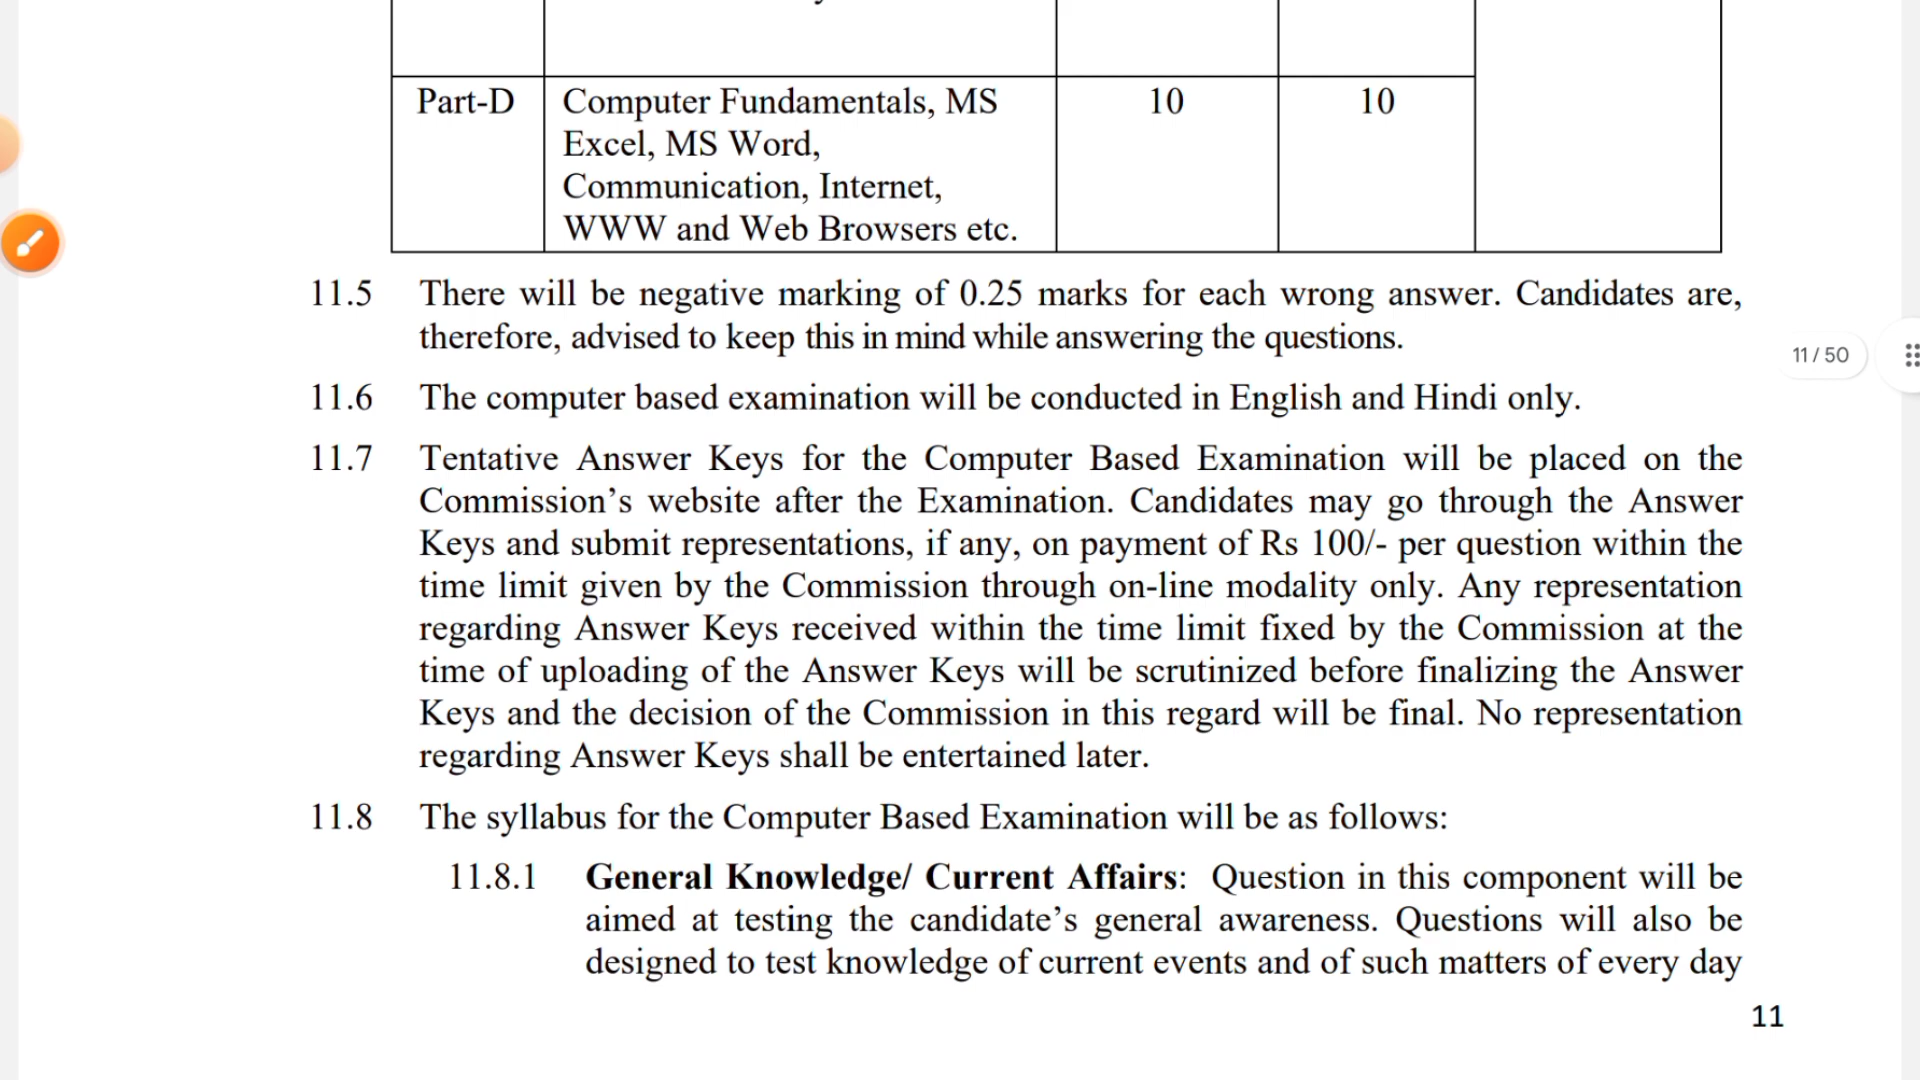 Part-D Computer Fundamentals, MS 10 10
Excel, MS Word,
Communication, Internet,
WWW and Web Browsers etc.
11.5 There will be negative marking of 0.25 marks for each wrong answer. Candidates are,
therefore, advised to keep this in mind while answering the questions.
11 / 50
11.6 The computer based examination will be conducted in English and Hindi only.
11.7 Tentative Answer Keys for the Computer Based Examination will be placed on the
Commission’s website after the Examination. Candidates may go through the Answer
Keys and submit representations, if any, on payment of Rs 100/- per question within the
time limit given by the Commission through on-line modality only. Any representation
regarding Answer Keys received within the time limit fixed by the Commission at the
time of uploading of the Answer Keys will be scrutinized before finalizing the Answer
Keys and the decision of the Commission in this regard will be final. No representation
regarding Answer Keys shall be entertained later.
11.8 The syllabus for the Computer Based Examination will be as follows:
11.8.1 General Knowledge/ Current Affairs: Question in this component will be
aimed at testing the candidate’s general awareness. Questions will also be
designed to test knowledge of current events and of such matters of every day
11